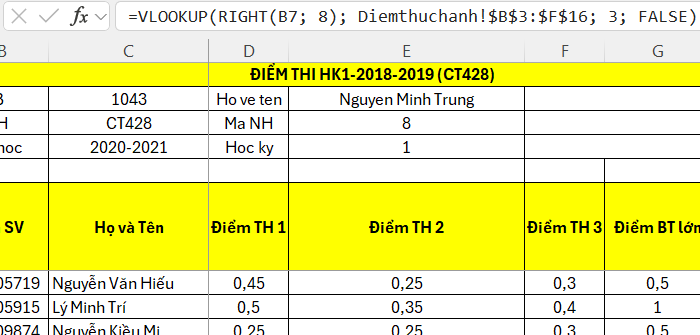 fx =VLOOKUP(RIGHT(B7; 8); Diemthuchanh!$B$3:$F$16; 3; FALSE)
B C D E F G
ĐIỂM THI HK1-2018-2019 (CT428)
1043 Ho ve ten Nguyen Minh Trung
H CT428 Ma NH 8
hoc 2020-2021 Hoc ky 1
SV Họ và Tên Điểm TH 1 Điểm TH 2 Điểm TH 3 Điểm BT lớn
05719 Nguyễn Văn Hiếu 0,45 0,25 0,3 0,5
05915 Lý Minh Trí 0,5 0,35 0,4 1
09874 Nguyễn Kiều Mi 0,25 0,25 0,3 0,5